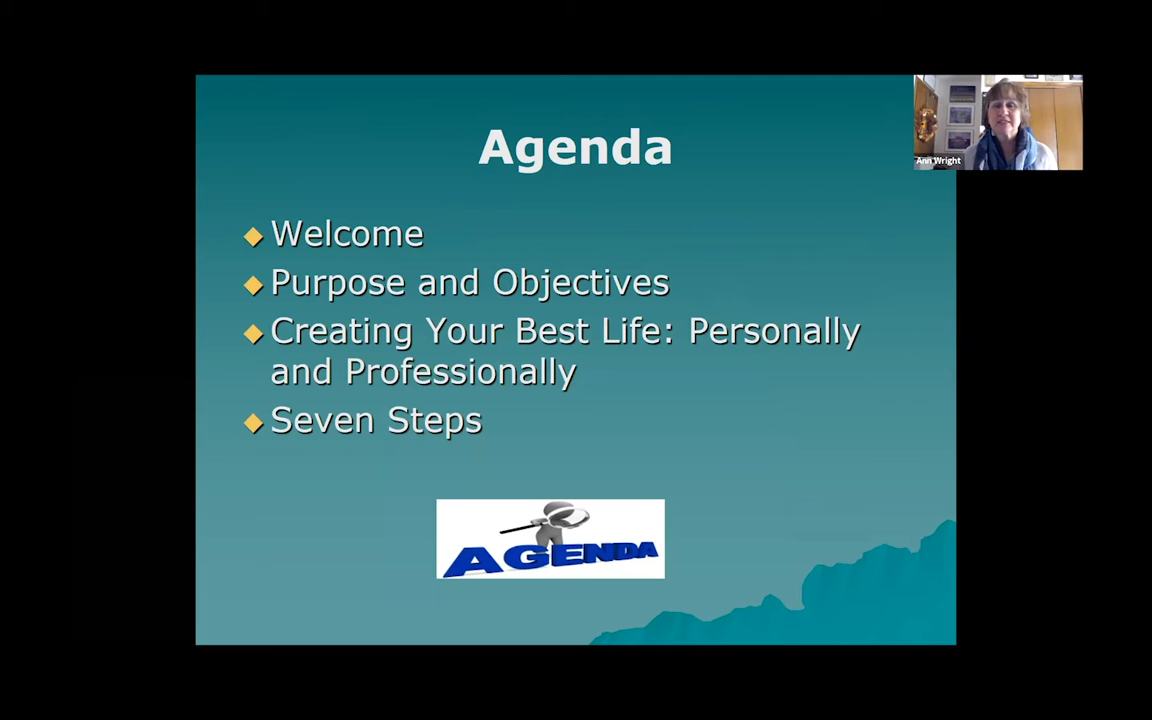 Agenda
Ann Wright
Welcome
Purpose and Objectives
Creating Your Best Life: Personally
and Professionally
Seven Steps
AGENDA